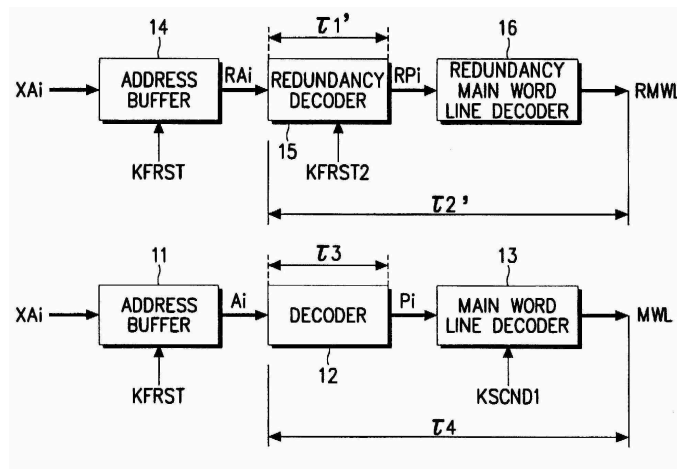 τ1'
14
16
XAi
ADDRESS
BUFFER
RAi
REDUNDANCY
DECODER
RPi
REDUNDANCY
MAIN WORD
LINE DECODER
RMWL
15
KFRST
KFRST2
τ2'
τ3
11
13
XAi
ADDRESS
BUFFER
Ai
DECODER
Pi
MAIN WORD
LINE DECODER
MWL
12
KFRST
KSCND1
τ4